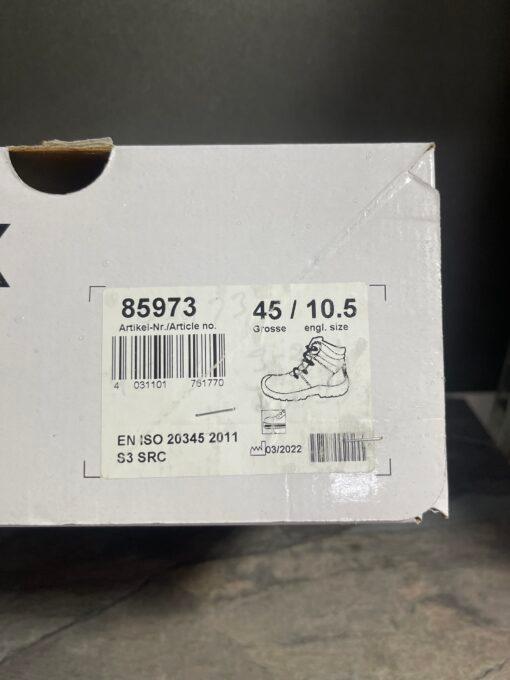 85973
Artikel-Nr./Article no.
45 / 10.5
Grosse engl. size
4 031101 761770
EN ISO 20345 2011
S3 SRC
03/2022